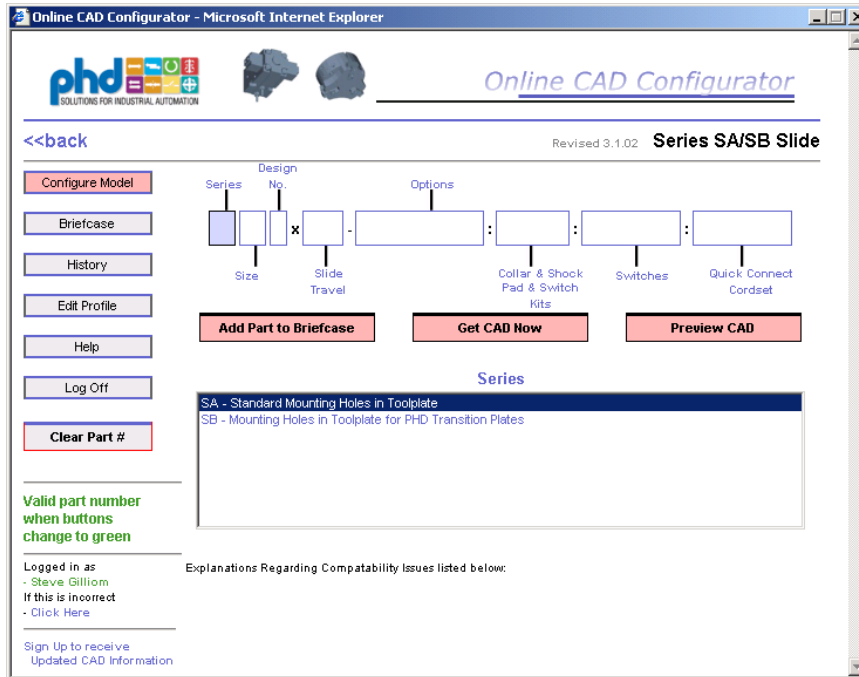 Online CAD Configurator - Microsoft Internet Explorer
phd
SOLUTIONS FOR INDUSTRIAL AUTOMATION
Online CAD Configurator
<<back
Revised 3.1.02 Series SA/SB Slide
Configure Model
Briefcase
History
Edit Profile
Help
Log Off
Clear Part #
Valid part number
when buttons
change to green
Logged in as
- Steve Gilliom
If this is incorrect
- Click Here
Sign Up to receive
Updated CAD Information
Design
Series No. Options
x - : : :
Size Slide Travel Collar & Shock Pad & Switch Kits Switches Quick Connect Cordset
Add Part to Briefcase Get CAD Now Preview CAD
Series
SA - Standard Mounting Holes in Toolplate
SB - Mounting Holes in Toolplate for PHD Transition Plates
Explanations Regarding Compatability Issues listed below: